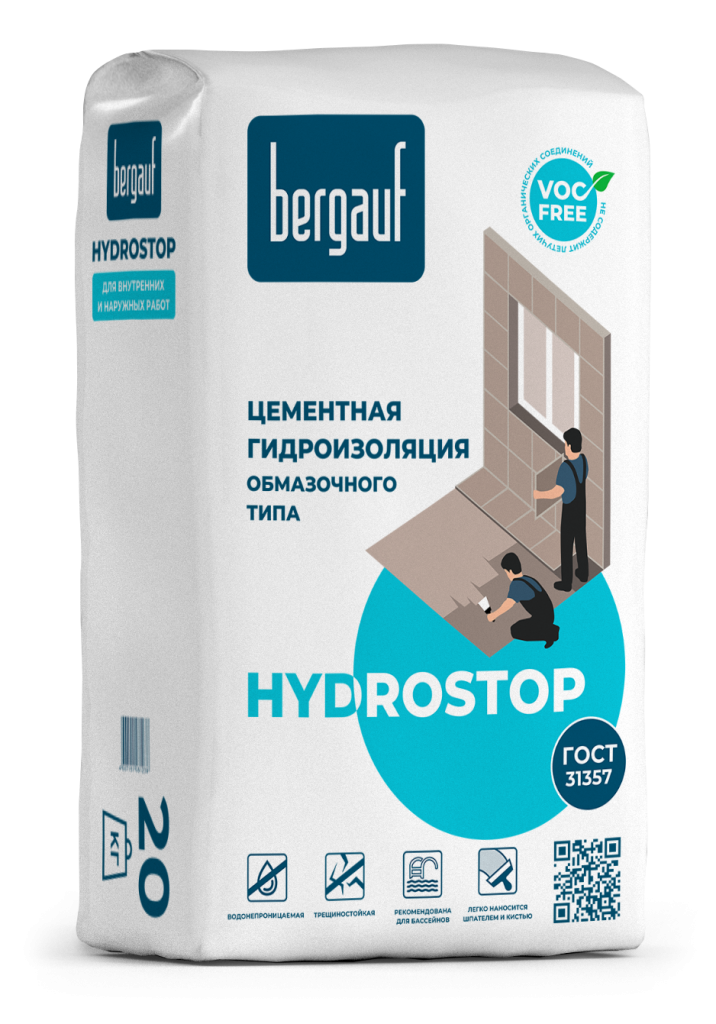 bergauf
HYDROSTOP
ДЛЯ ВНУТРЕННИХ
И НАРУЖНЫХ РАБОТ
20
КГ
bergauf
НЕ СОДЕРЖИТ ЛЕТУЧИХ ОРГАНИЧЕСКИХ СОЕДИНЕНИЙ
VOC
FREE
ЦЕМЕНТНАЯ
ГИДРОИЗОЛЯЦИЯ
ОБМАЗОЧНОГО
ТИПА
HYDROSTOP
ГОСТ
31357
ВОДОНЕПРОНИЦАЕМАЯ
ТРЕЩИНОСТОЙКАЯ
РЕКОМЕНДОВАНА
ДЛЯ БАССЕЙНОВ
ЛЕГКО НАНОСИТСЯ
ШПАТЕЛЕМ И КИСТЬЮ